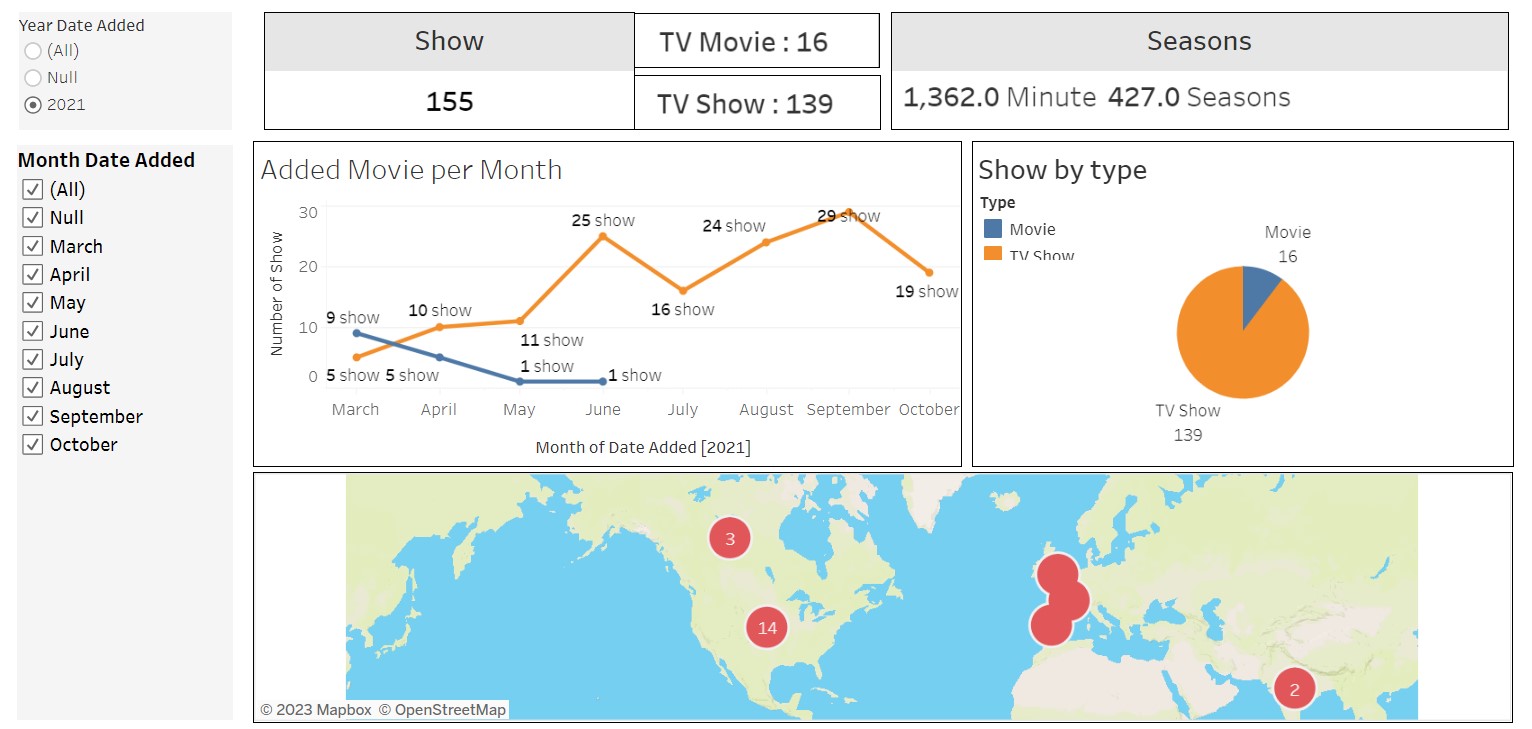 Year Date Added
(All)
Null
2021
Month Date Added
(All)
Null
March
April
May
June
July
August
September
October
Show
155
TV Movie : 16
TV Show : 139
Seasons
1,362.0 Minute 427.0 Seasons
Added Movie per Month
Number of Show
30
20
10
0
9 show
5 show
5 show
10 show
11 show
1 show
1 show
25 show
16 show
24 show
29 show
19 show
March April May June July August September October
Month of Date Added [2021]
Show by type
Type
Movie
TV Show
Movie
16
TV Show
139
3
14
2
© 2023 Mapbox © OpenStreetMap